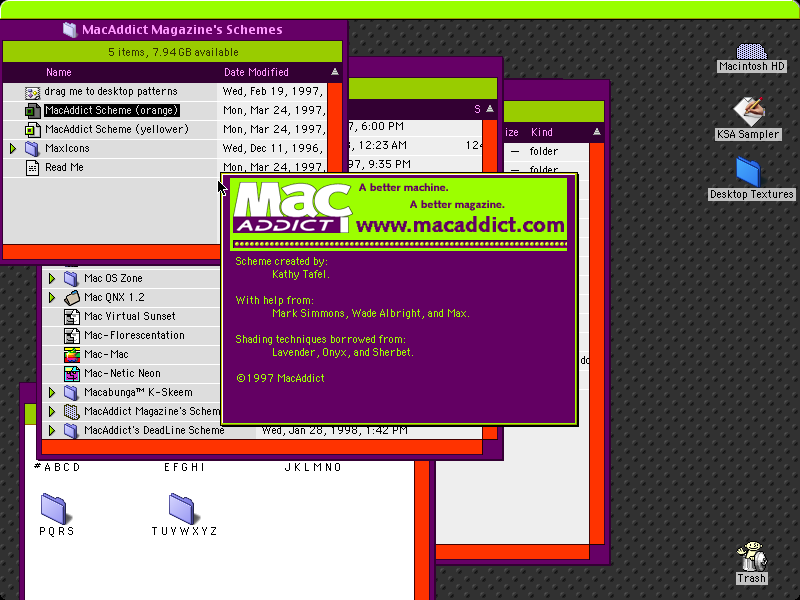 MacAddict Magazine's Schemes
5 items, 7.94 GB available
Name Date Modified
drag me to desktop patterns Wed, Feb 19, 1997,
MacAddict Scheme (orange) Mon, Mar 24, 1997,
MacAddict Scheme (yellower) Mon, Mar 24, 1997,
MaxIcons Wed, Dec 11, 1996,
Read Me Mon, Mar 24, 1997,
S
7, 6:00 PM
, 12:23 AM 124
97, 9:35 PM
ize Kind
— folder
— folder
Mac ADDICT
A better machine.
A better magazine.
www.macaddict.com
Scheme created by:
Kathy Tafel.
With help from:
Mark Simmons, Wade Albright, and Max.
Shading techniques borrowed from:
Lavender, Onyx, and Sherbet.
©1997 MacAddict
Mac OS Zone
Mac QNX 1.2
Mac Virtual Sunset
Mac-Florescentation
Mac-Mac
Mac-Netic Neon
Macabunga™ K-Skeem
MacAddict Magazine's Schem
MacAddict's DeadLine Scheme Wed, Jan 28, 1998, 1:42 PM
#ABCD
EFGHI
JKLMNO
PQRS
TUVWXYZ
Macintosh HD
KSA Sampler
Desktop Textures
Trash